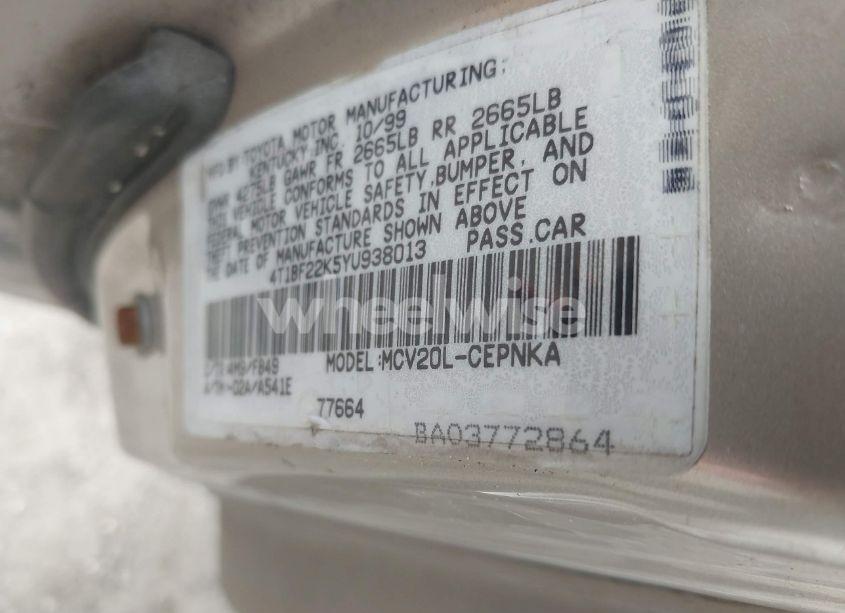 MFD BY TOYOTA MOTOR MANUFACTURING,
KENTUCKY, INC. 10/99
GVWR 4275LB GAWR FR 2665LB RR 2665LB
THIS VEHICLE CONFORMS TO ALL APPLICABLE
FEDERAL MOTOR VEHICLE SAFETY, BUMPER, AND
THEFT PREVENTION STANDARDS IN EFFECT ON
THE DATE OF MANUFACTURE SHOWN ABOVE
4T1BF22K5YU938013 PASS.CAR
wheelwise
4M9/FB49 MODEL:MCV20L-CEPNKA
02A/A541E
77664
BA03772864